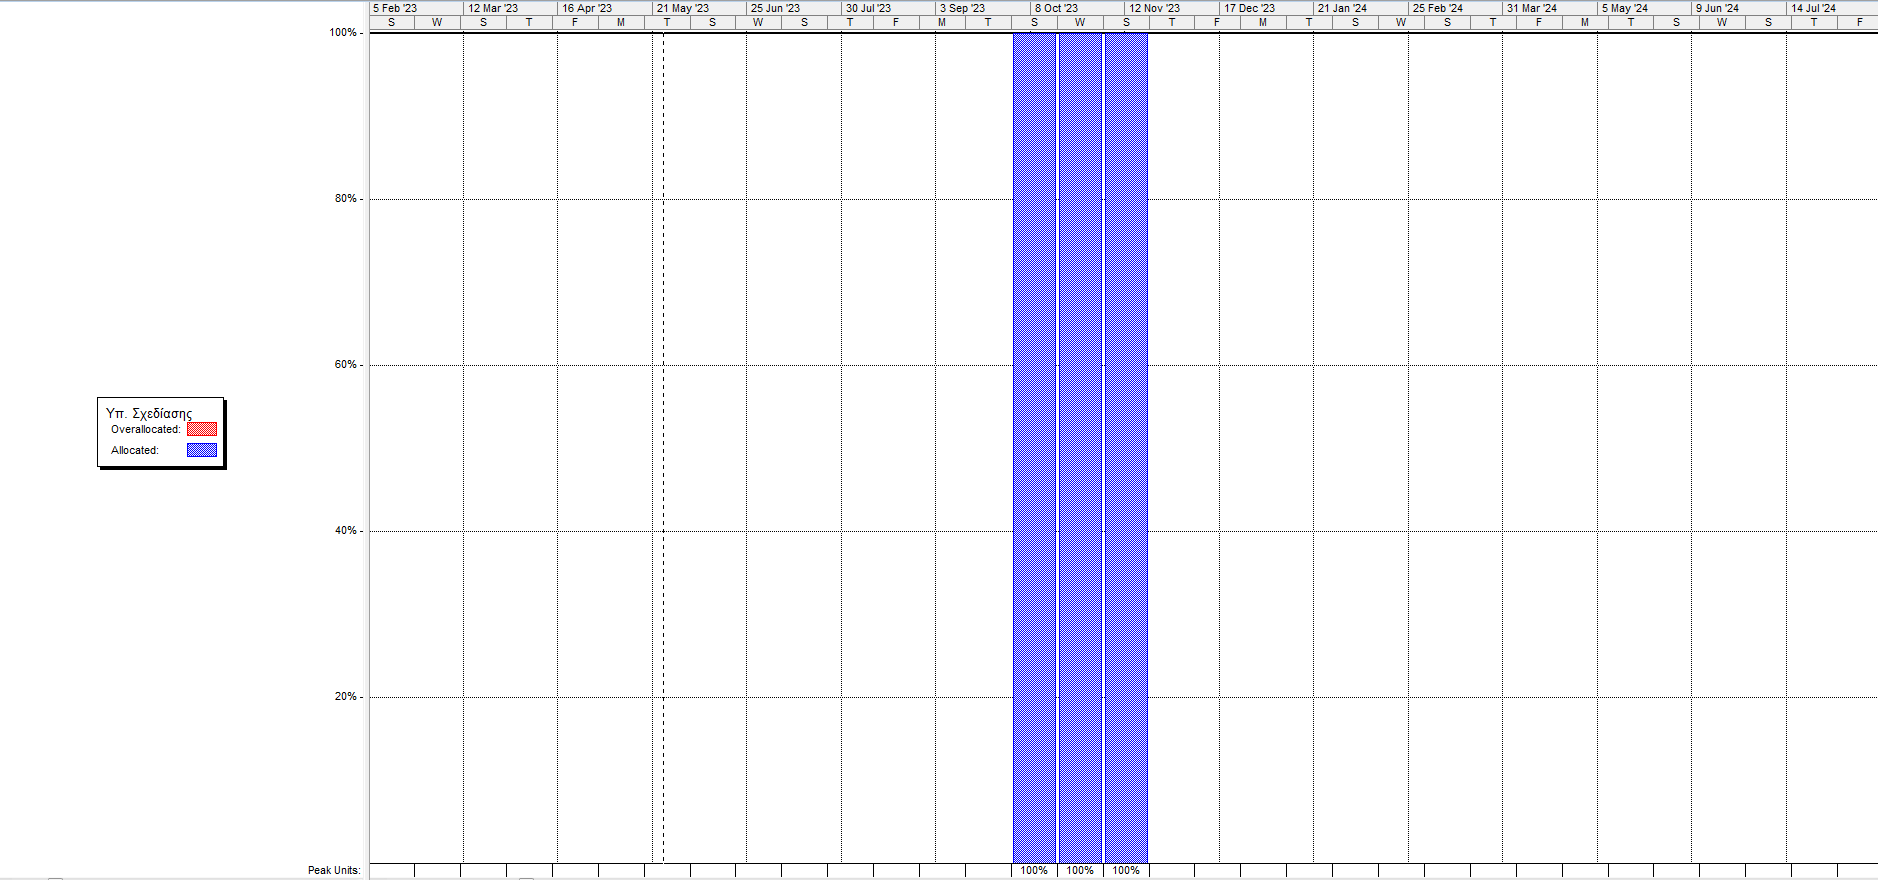 5 Feb '23 12 Mar '23 16 Apr '23 21 May '23 25 Jun '23 30 Jul '23 3 Sep '23 8 Oct '23 12 Nov '23 17 Dec '23 21 Jan '24 25 Feb '24 31 Mar '24 5 May '24 9 Jun '24 14 Jul '24
S W S T F M T S W S T F M T S W S T F M T S W S T F M T S W S T F
100%
80%
60%
Υπ. Σχεδίασης
Overallocated:
Allocated:
40%
20%
Peak Units: 100% 100% 100%